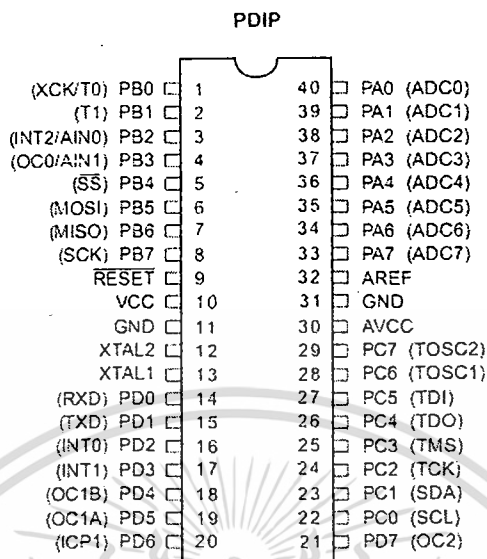 PDIP
(XCK/T0) PB0 1 40 PA0 (ADC0)
(T1) PB1 2 39 PA1 (ADC1)
(INT2/AIN0) PB2 3 38 PA2 (ADC2)
(OC0/AIN1) PB3 4 37 PA3 (ADC3)
(SS) PB4 5 36 PA4 (ADC4)
(MOSI) PB5 6 35 PA5 (ADC5)
(MISO) PB6 7 34 PA6 (ADC6)
(SCK) PB7 8 33 PA7 (ADC7)
RESET 9 32 AREF
VCC 10 31 GND
GND 11 30 AVCC
XTAL2 12 29 PC7 (TOSC2)
XTAL1 13 28 PC6 (TOSC1)
(RXD) PD0 14 27 PC5 (TDI)
(TXD) PD1 15 26 PC4 (TDO)
(INT0) PD2 16 25 PC3 (TMS)
(INT1) PD3 17 24 PC2 (TCK)
(OC1B) PD4 18 23 PC1 (SDA)
(OC1A) PD5 19 22 PC0 (SCL)
(ICP1) PD6 20 21 PD7 (OC2)